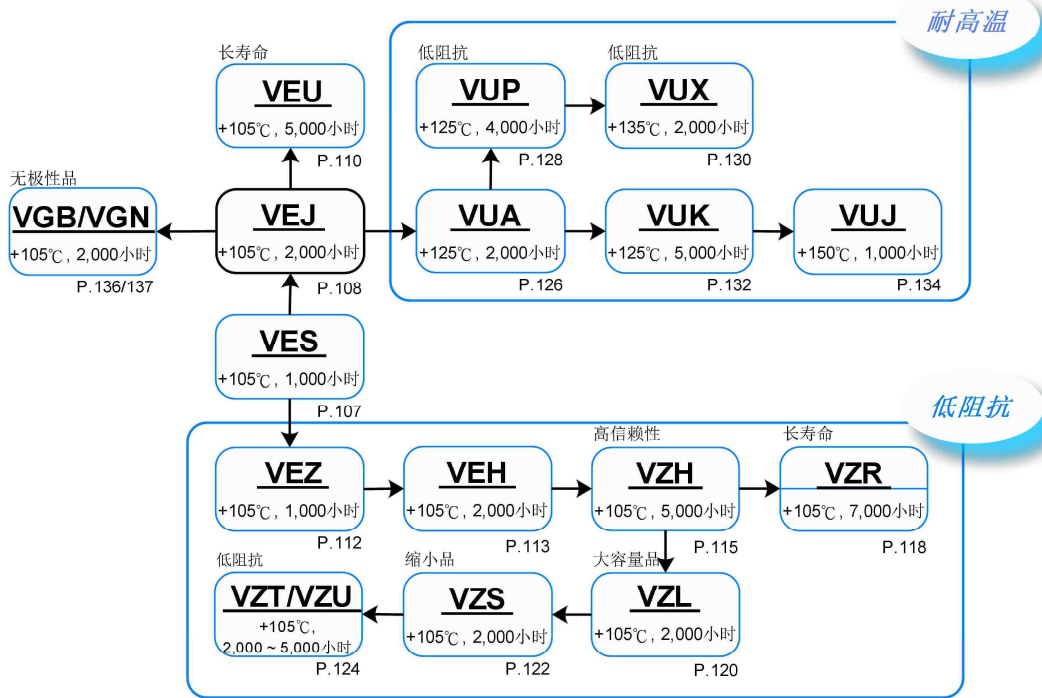 耐高温
长寿命
VEU
+105℃, 5,000小时
P.110
低阻抗
VUP
+125℃, 4,000小时
P.128
低阻抗
VUX
+135℃, 2,000小时
P.130
无极性品
VGB/VGN
+105℃, 2,000小时
P.136/137
VEJ
+105℃, 2,000小时
P.108
VUA
+125℃, 2,000小时
P.126
VUK
+125℃, 5,000小时
P.132
VUJ
+150℃, 1,000小时
P.134
VES
+105℃, 1,000小时
P.107
低阻抗
VEZ
+105℃, 1,000小时
P.112
VEH
+105℃, 2,000小时
P.113
高信赖性
VZH
+105℃, 5,000小时
P.115
长寿命
VZR
+105℃, 7,000小时
P.118
低阻抗
VZT/VZU
+105℃,
2,000~5,000小时
P.124
缩小品
VZS
+105℃, 2,000小时
P.122
大容量品
VZL
+105℃, 2,000小时
P.120